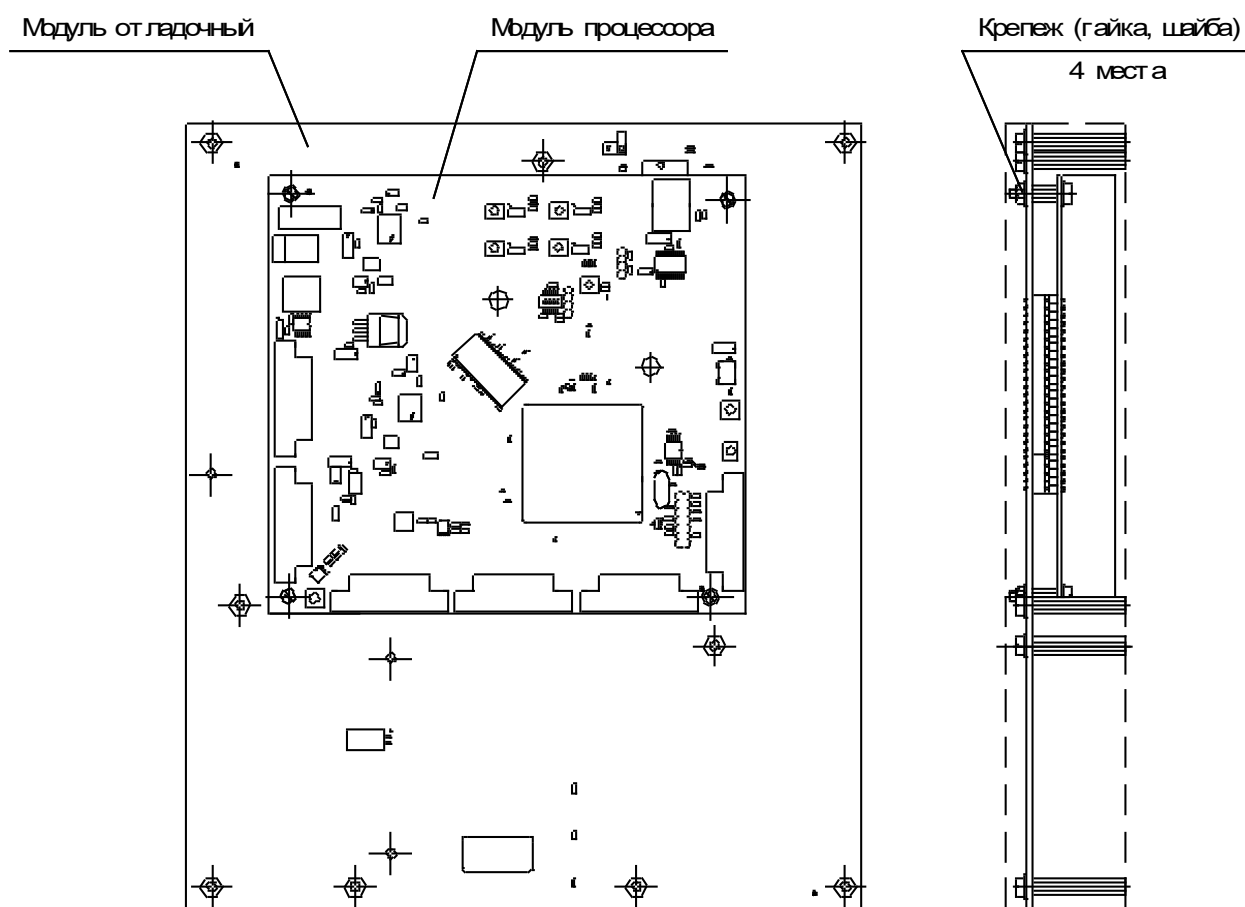 Модуль отладочный
Модуль процессора
Крепеж (гайка, шайба)
4 места